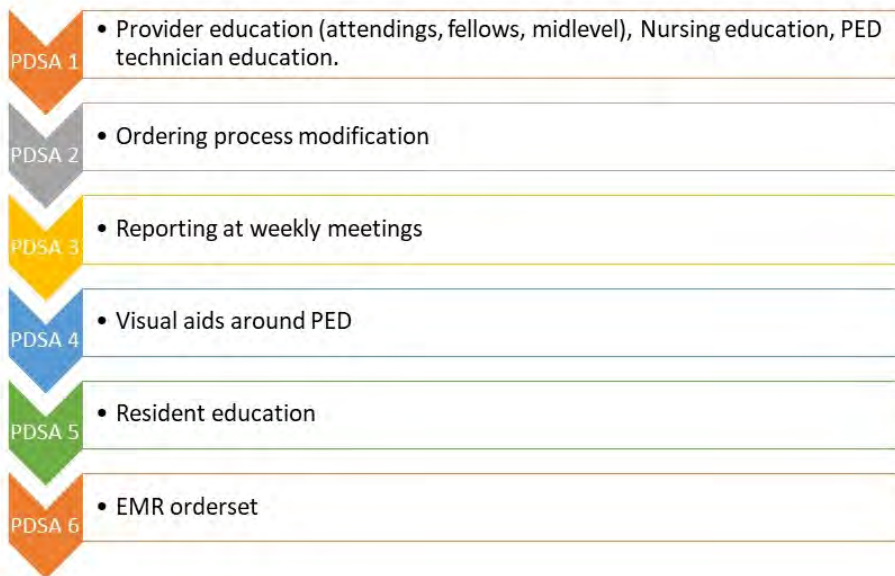 PDSA 1
• Provider education (attendings, fellows, midlevel), Nursing education, PED
technician education.
PDSA 2
• Ordering process modification
PDSA 3
• Reporting at weekly meetings
PDSA 4
• Visual aids around PED
PDSA 5
• Resident education
PDSA 6
• EMR orderset